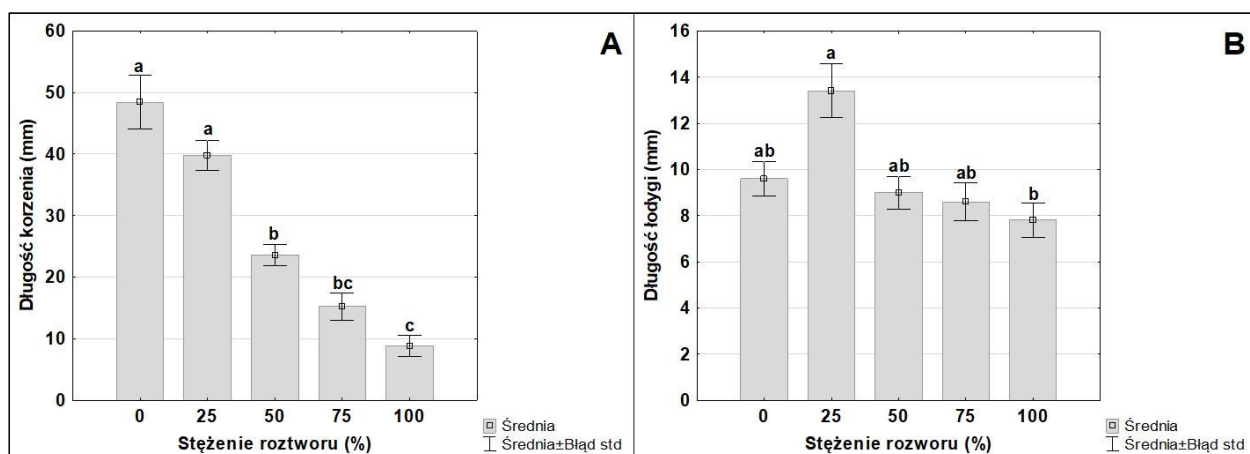 A
60
50
40
30
20
10
0
Długość korzenia (mm)
a
a
b
bc
c
0 25 50 75 100
Stężenie roztworu (%)
Średnia
Średnia±Błąd std
B
16
14
12
10
8
6
4
2
0
Długość łodygi (mm)
ab
a
ab
ab
b
0 25 50 75 100
Stężenie rozworu (%)
Średnia
Średnia±Błąd std